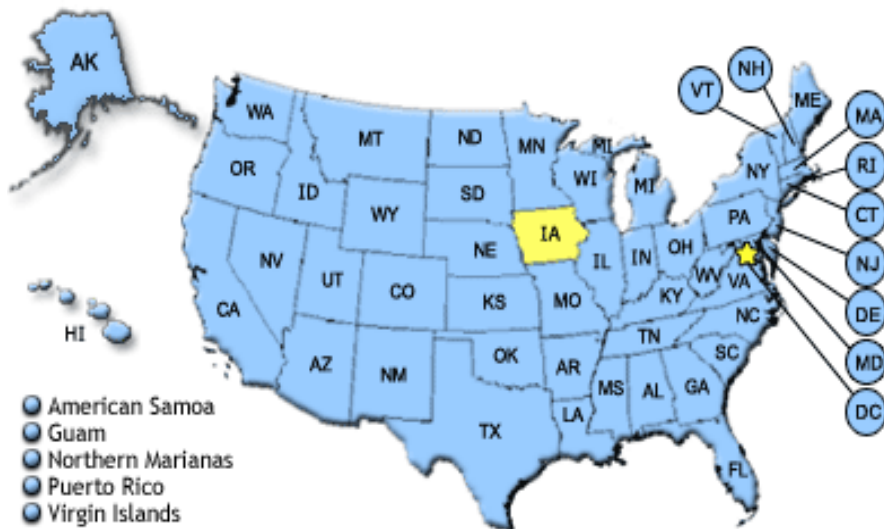 AK
WA
MT
ND
MN
MI
ME
VT
NH
MA
RI
CT
NJ
DE
MD
DC
OR
ID
WY
SD
WI
MI
NY
PA
NV
UT
CO
NE
IA
IL
IN
OH
WV
VA
CA
KS
MO
KY
NC
TN
SC
AZ
NM
OK
AR
MS
AL
GA
TX
LA
FL
HI
American Samoa
Guam
Northern Marianas
Puerto Rico
Virgin Islands